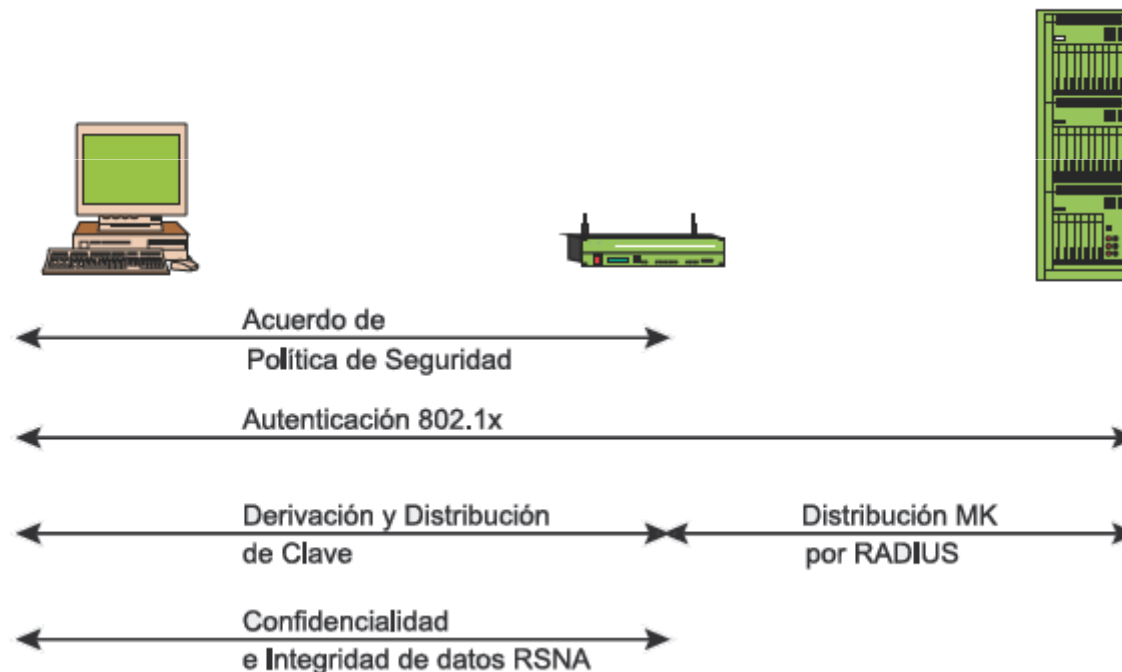 Acuerdo de
Política de Seguridad
Autenticación 802.1x
Derivación y Distribución
de Clave
Distribución MK
por RADIUS
Confidencialidad
e Integridad de datos RSNA